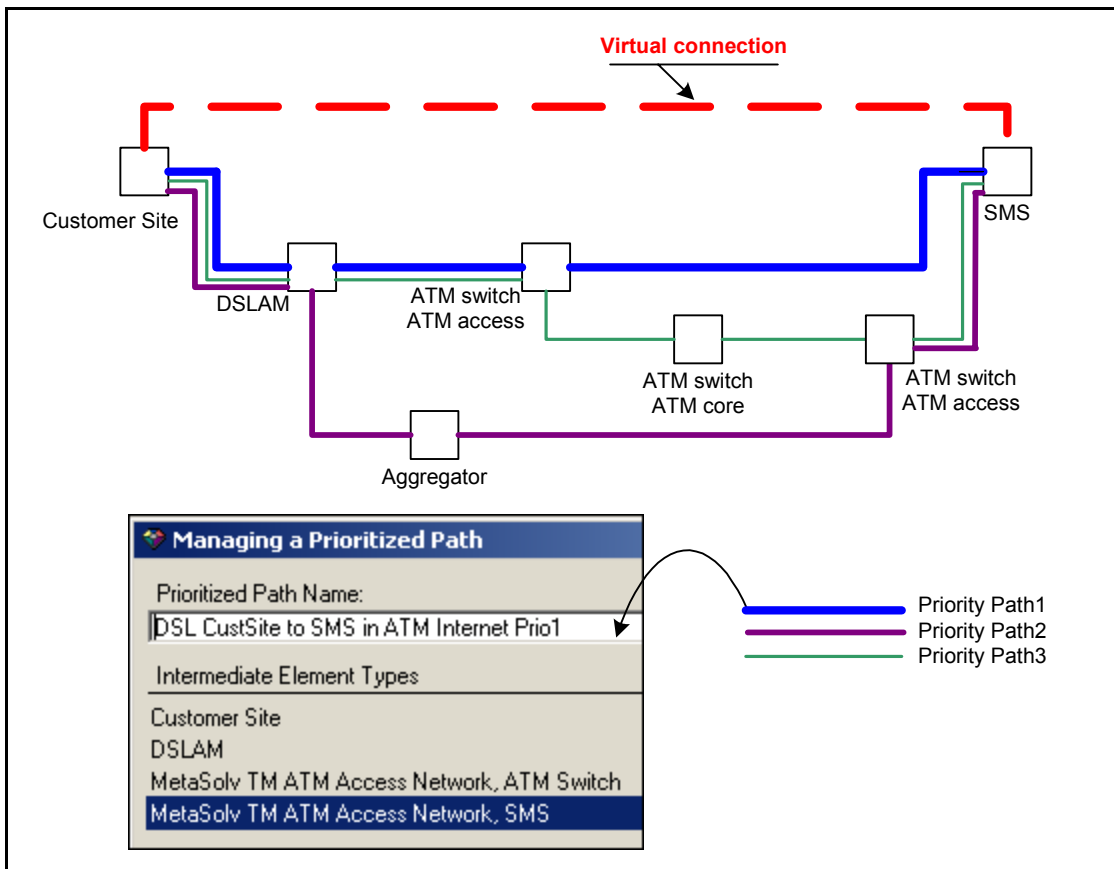 Virtual connection
Customer Site
SMS
DSLAM
ATM switch
ATM access
ATM switch
ATM core
ATM switch
ATM access
Aggregator
Managing a Prioritized Path
Prioritized Path Name:
DSL CustSite to SMS in ATM Internet Prio1
Intermediate Element Types
Customer Site
DSLAM
MetaSolv TM ATM Access Network, ATM Switch
MetaSolv TM ATM Access Network, SMS
Priority Path1
Priority Path2
Priority Path3